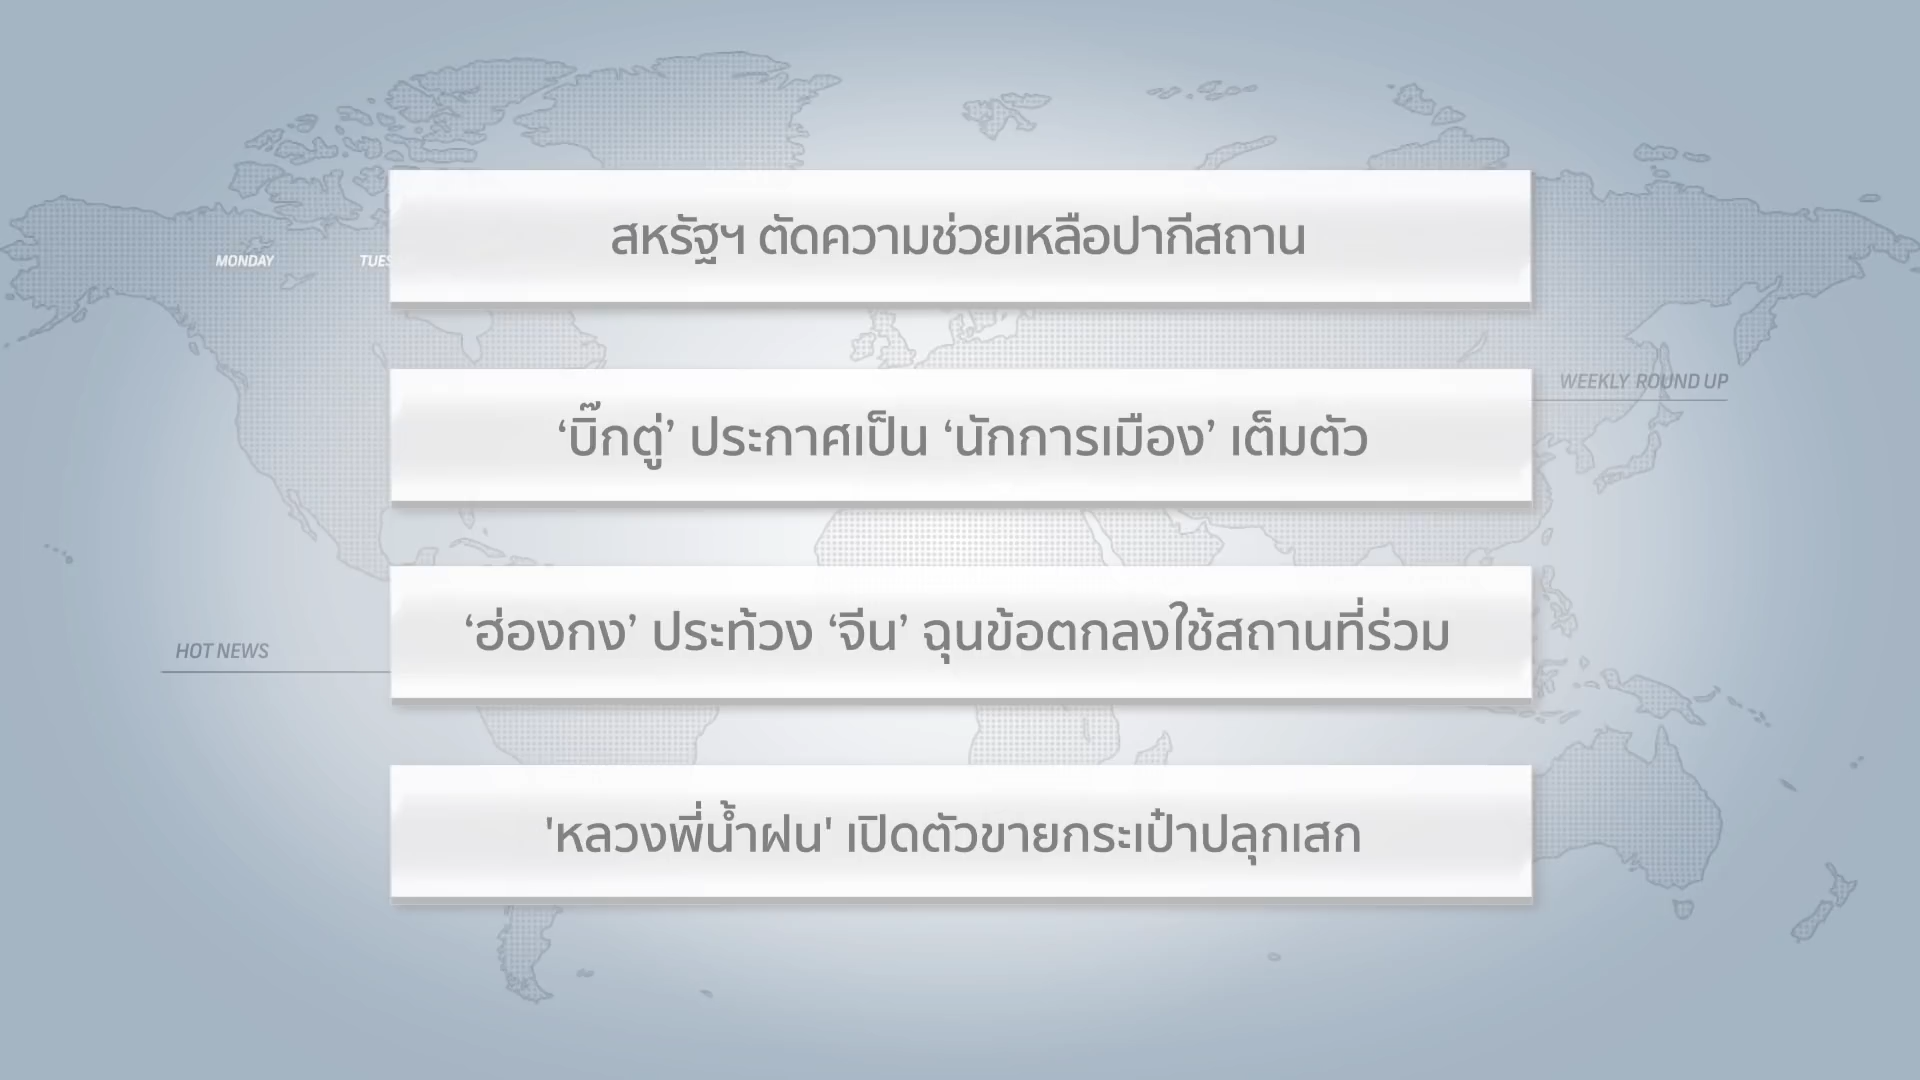 สหรัฐฯ ตัดความช่วยเหลือปากีสถาน
MONDAY TUES
‘บิ๊กตู่’ ประกาศเป็น ‘นักการเมือง’ เต็มตัว
WEEKLY ROUND UP
‘ฮ่องกง’ ประท้วง ‘จีน’ ฉุนข้อตกลงใช้สถานที่ร่วม
HOT NEWS
'หลวงพี่น้ำฝน' เปิดตัวขายกระเป๋าปลุกเสก